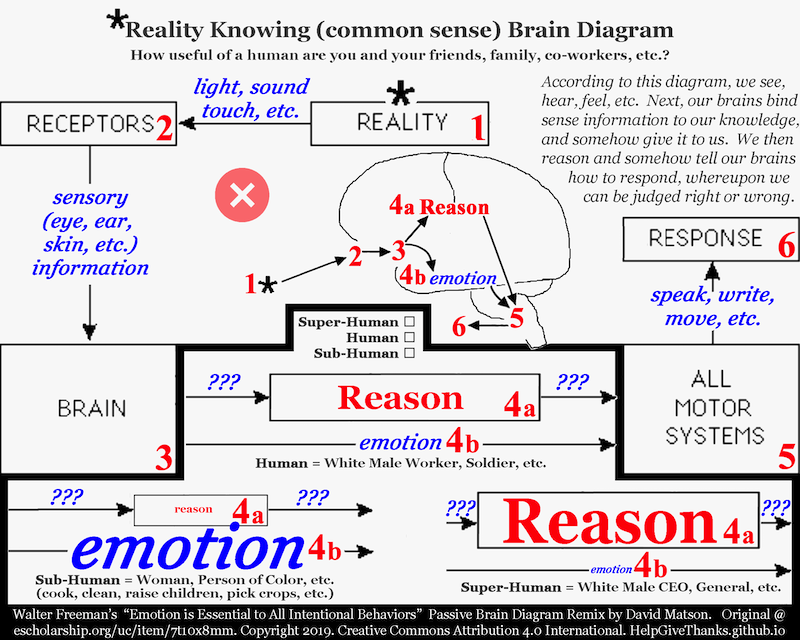 *Reality Knowing (common sense) Brain Diagram
How useful of a human are you and your friends, family, co-workers, etc.?
According to this diagram, we see,
hear, feel, etc.  Next, our brains bind
sense information to our knowledge,
and somehow give it to us.  We then
reason and somehow tell our brains
how to respond, whereupon we
can be judged right or wrong.
light, sound
touch, etc.
RECEPTORS 2
* REALITY 1
sensory
(eye, ear,
skin, etc.)
information
4a Reason
2 3
4b emotion
1*
6 5
RESPONSE 6
speak, write,
move, etc.
Super-Human ☐
Human ☐
Sub-Human ☐
BRAIN 3
??? Reason 4a ???
emotion 4b
Human = White Male Worker, Soldier, etc.
ALL
MOTOR
SYSTEMS
5
??? reason 4a ???
emotion 4b
Sub-Human = Woman, Person of Color, etc.
(cook, clean, raise children, pick crops, etc.)
??? Reason 4a ???
emotion 4b
Super-Human = White Male CEO, General, etc.
Walter Freeman's  "Emotion is Essential to All Intentional Behaviors"  Passive Brain Diagram Remix by David Matson.  Original @
escholarship.org/uc/item/7t10x8mm. Copyright 2019. Creative Commons Attribution 4.0 International. HelpGiveThanks.github.io